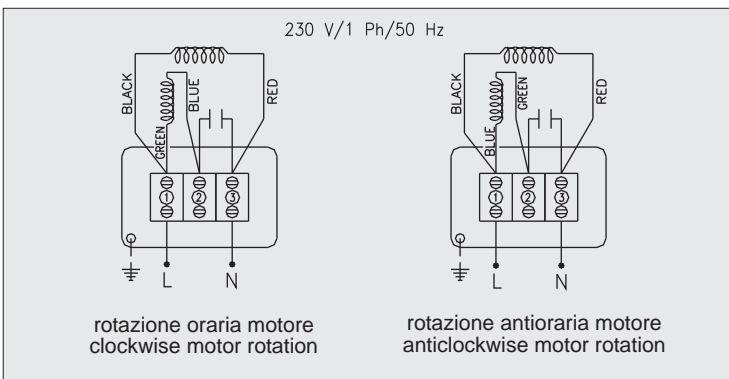 230 V/1 Ph/50 Hz
BLACK
GREEN
BLUE
RED
1
2
3
L
N
rotazione oraria motore
clockwise motor rotation
BLACK
BLUE
GREEN
RED
1
2
3
L
N
rotazione antioraria motore
anticlockwise motor rotation